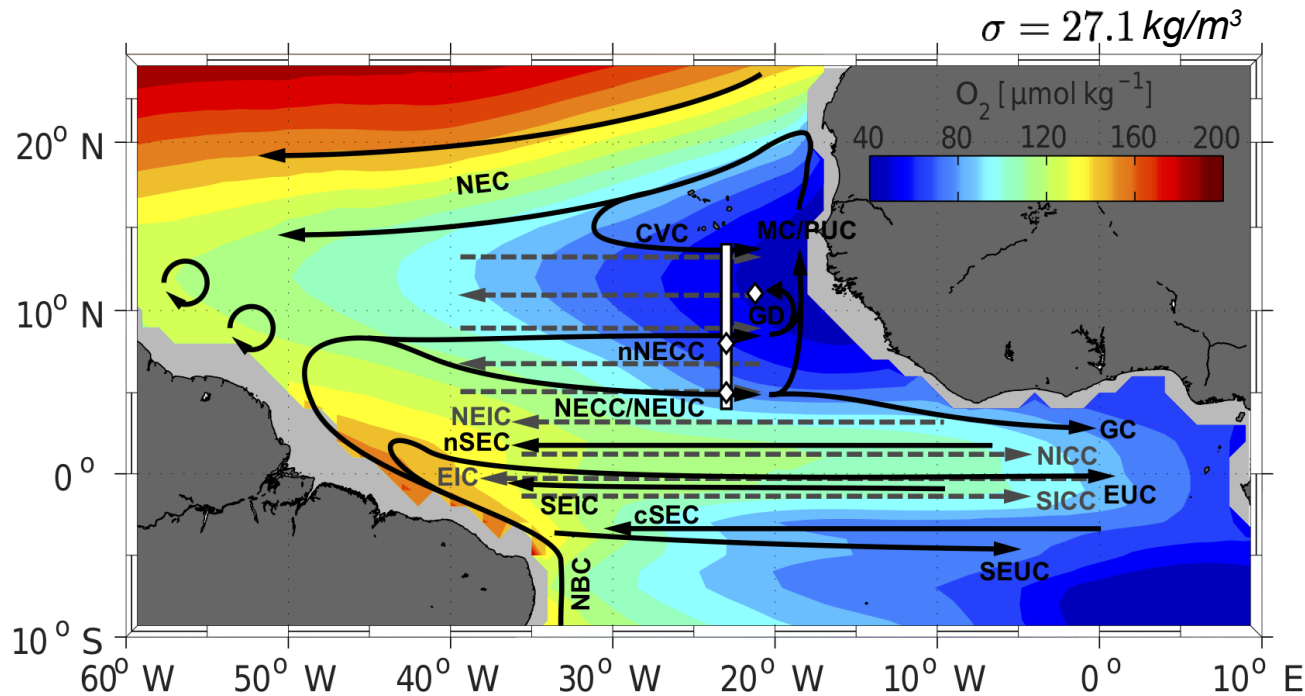 σ = 27.1 kg/m³
O₂ [ µmol kg⁻¹]
40 80 120 160 200
20° N
NEC
CVC
MC/PUC
10° N
GD
nNECC
NECC/NEUC
NEIC
GC
nSEC
NICC
0°
EIC
EUC
SEIC
SICC
cSEC
SEUC
NBC
10° S
60° W 50° W 40° W 30° W 20° W 10° W 0° 10° E